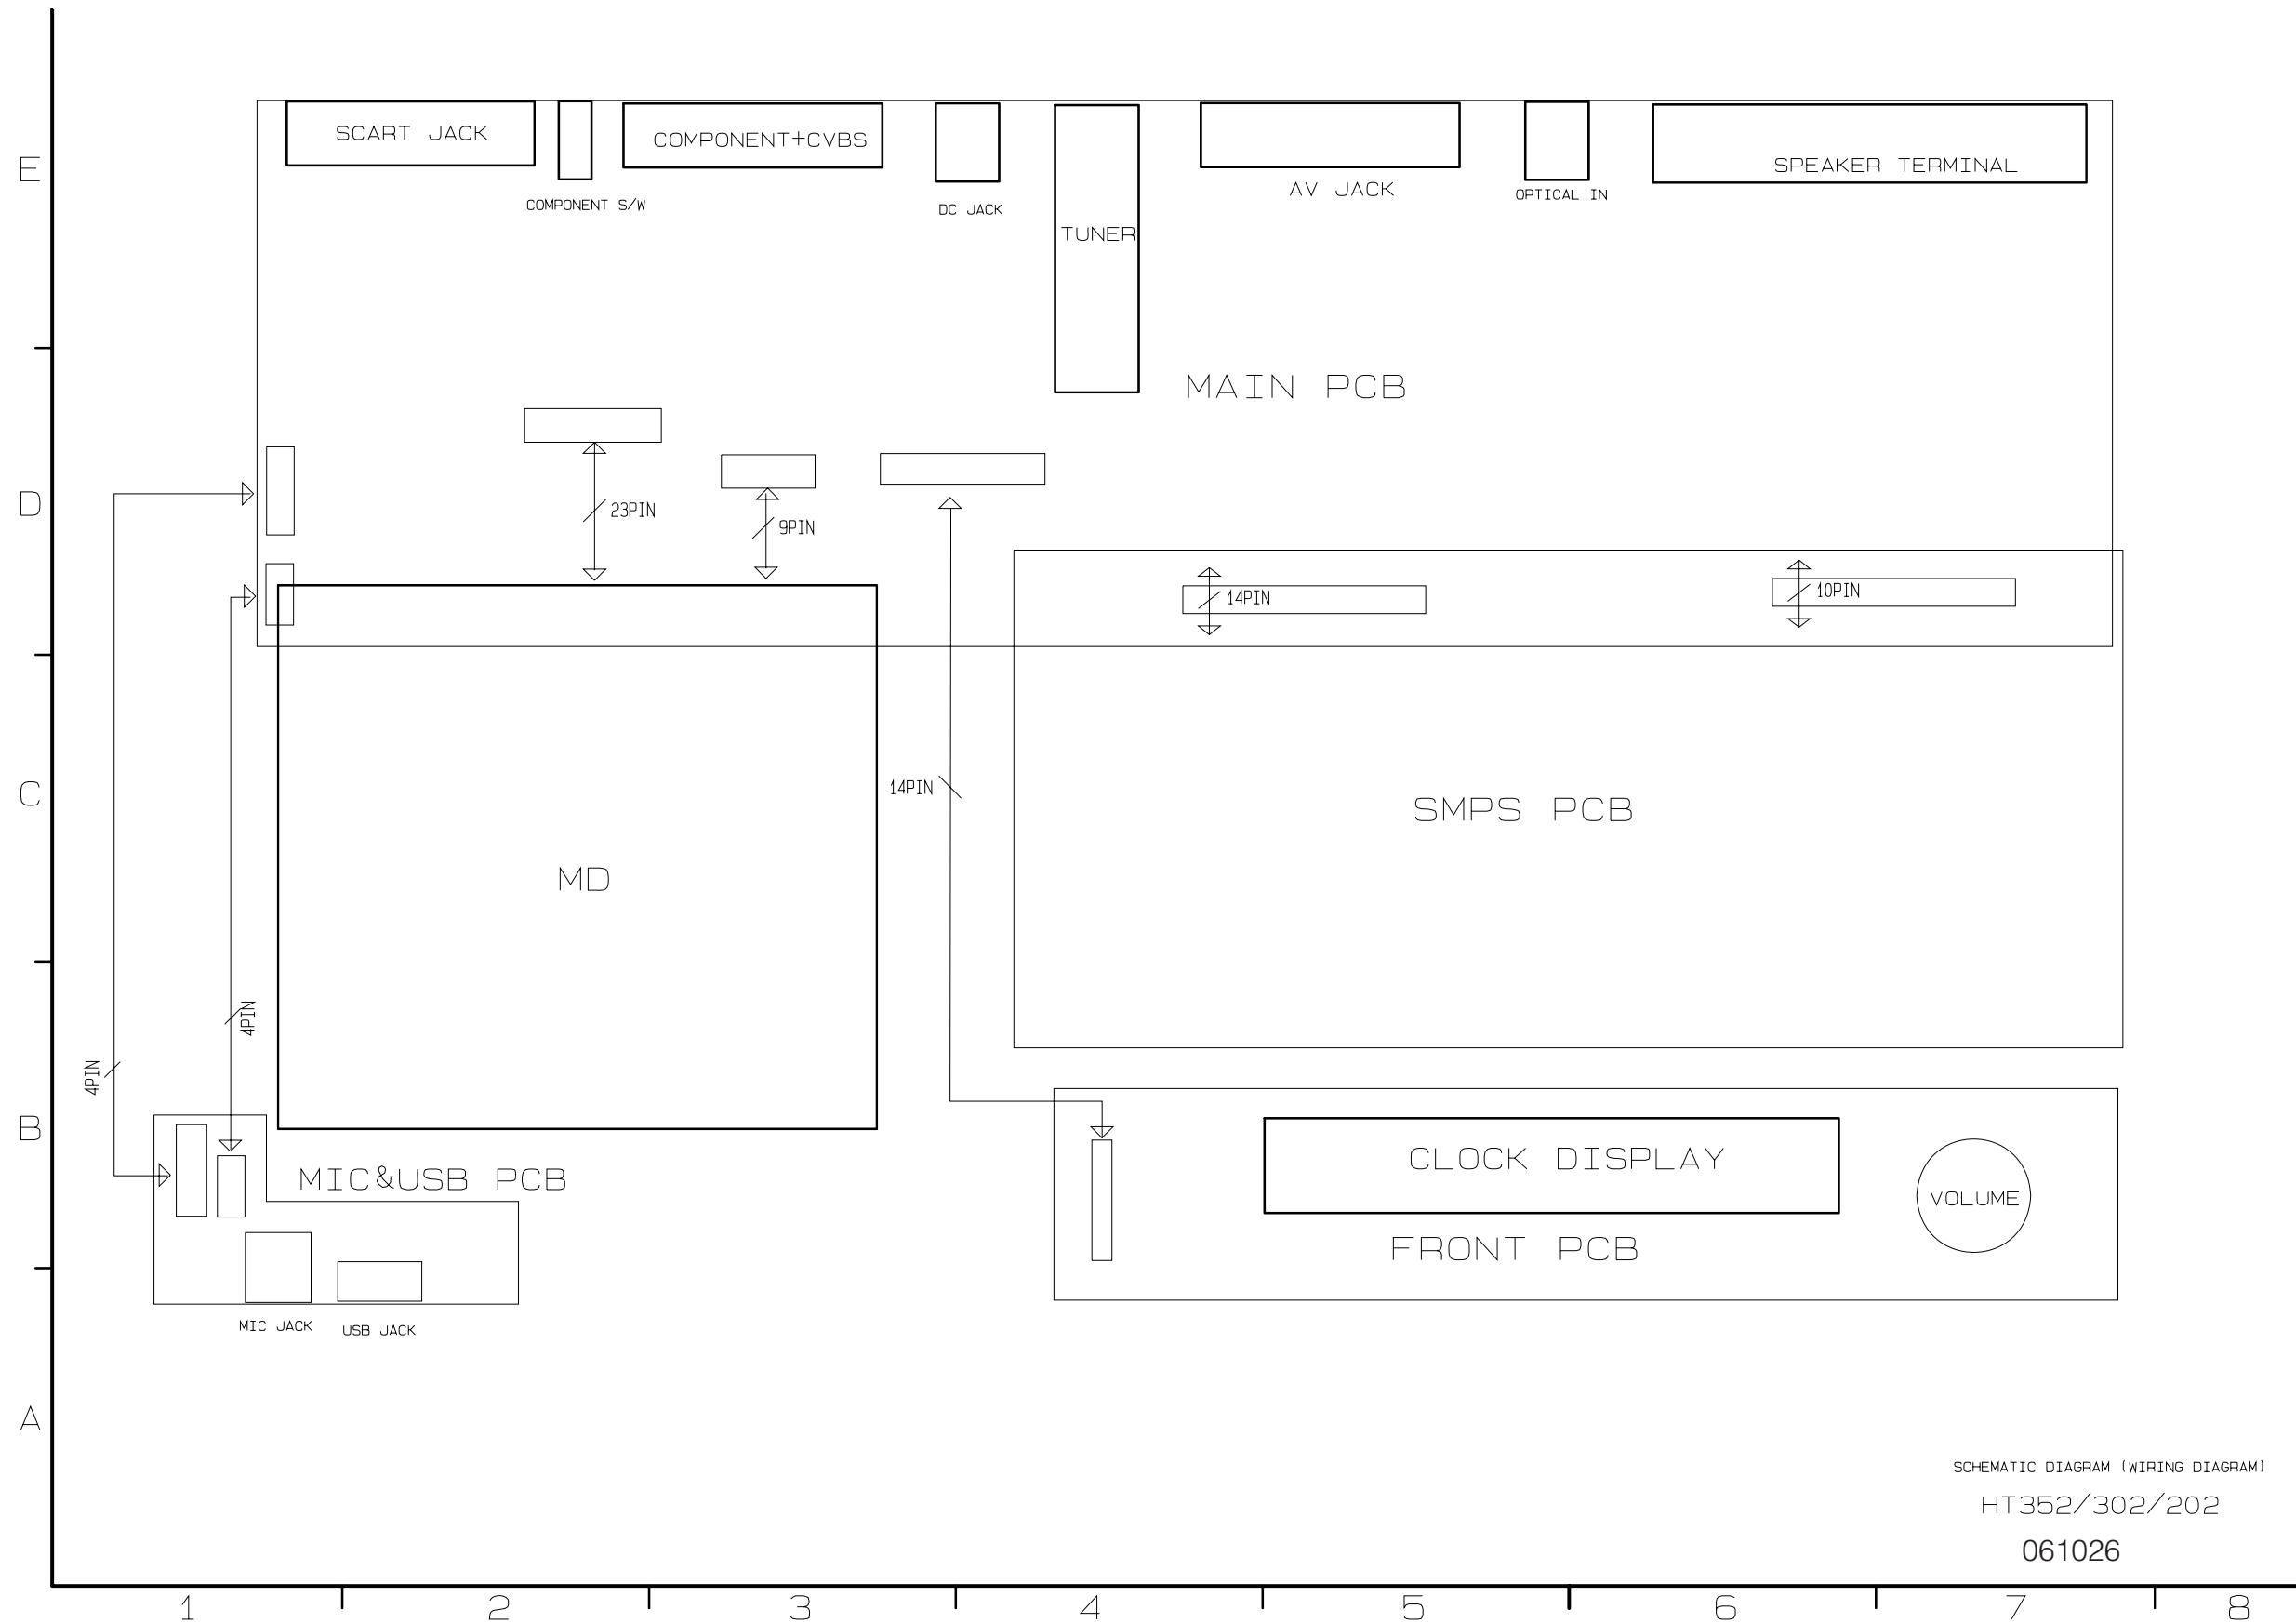 E
SCART JACK
COMPONENT+CVBS
COMPONENT S/W
DC JACK
TUNER
AV JACK
OPTICAL IN
SPEAKER TERMINAL
MAIN PCB
D
23PIN
9PIN
14PIN
10PIN
C
14PIN
SMPS PCB
MD
4PIN
4PIN
B
MIC&USB PCB
CLOCK DISPLAY
VOLUME
FRONT PCB
MIC JACK
USB JACK
A
SCHEMATIC DIAGRAM (WIRING DIAGRAM)
HT352/302/202
061026
1 2 3 4 5 6 7 8